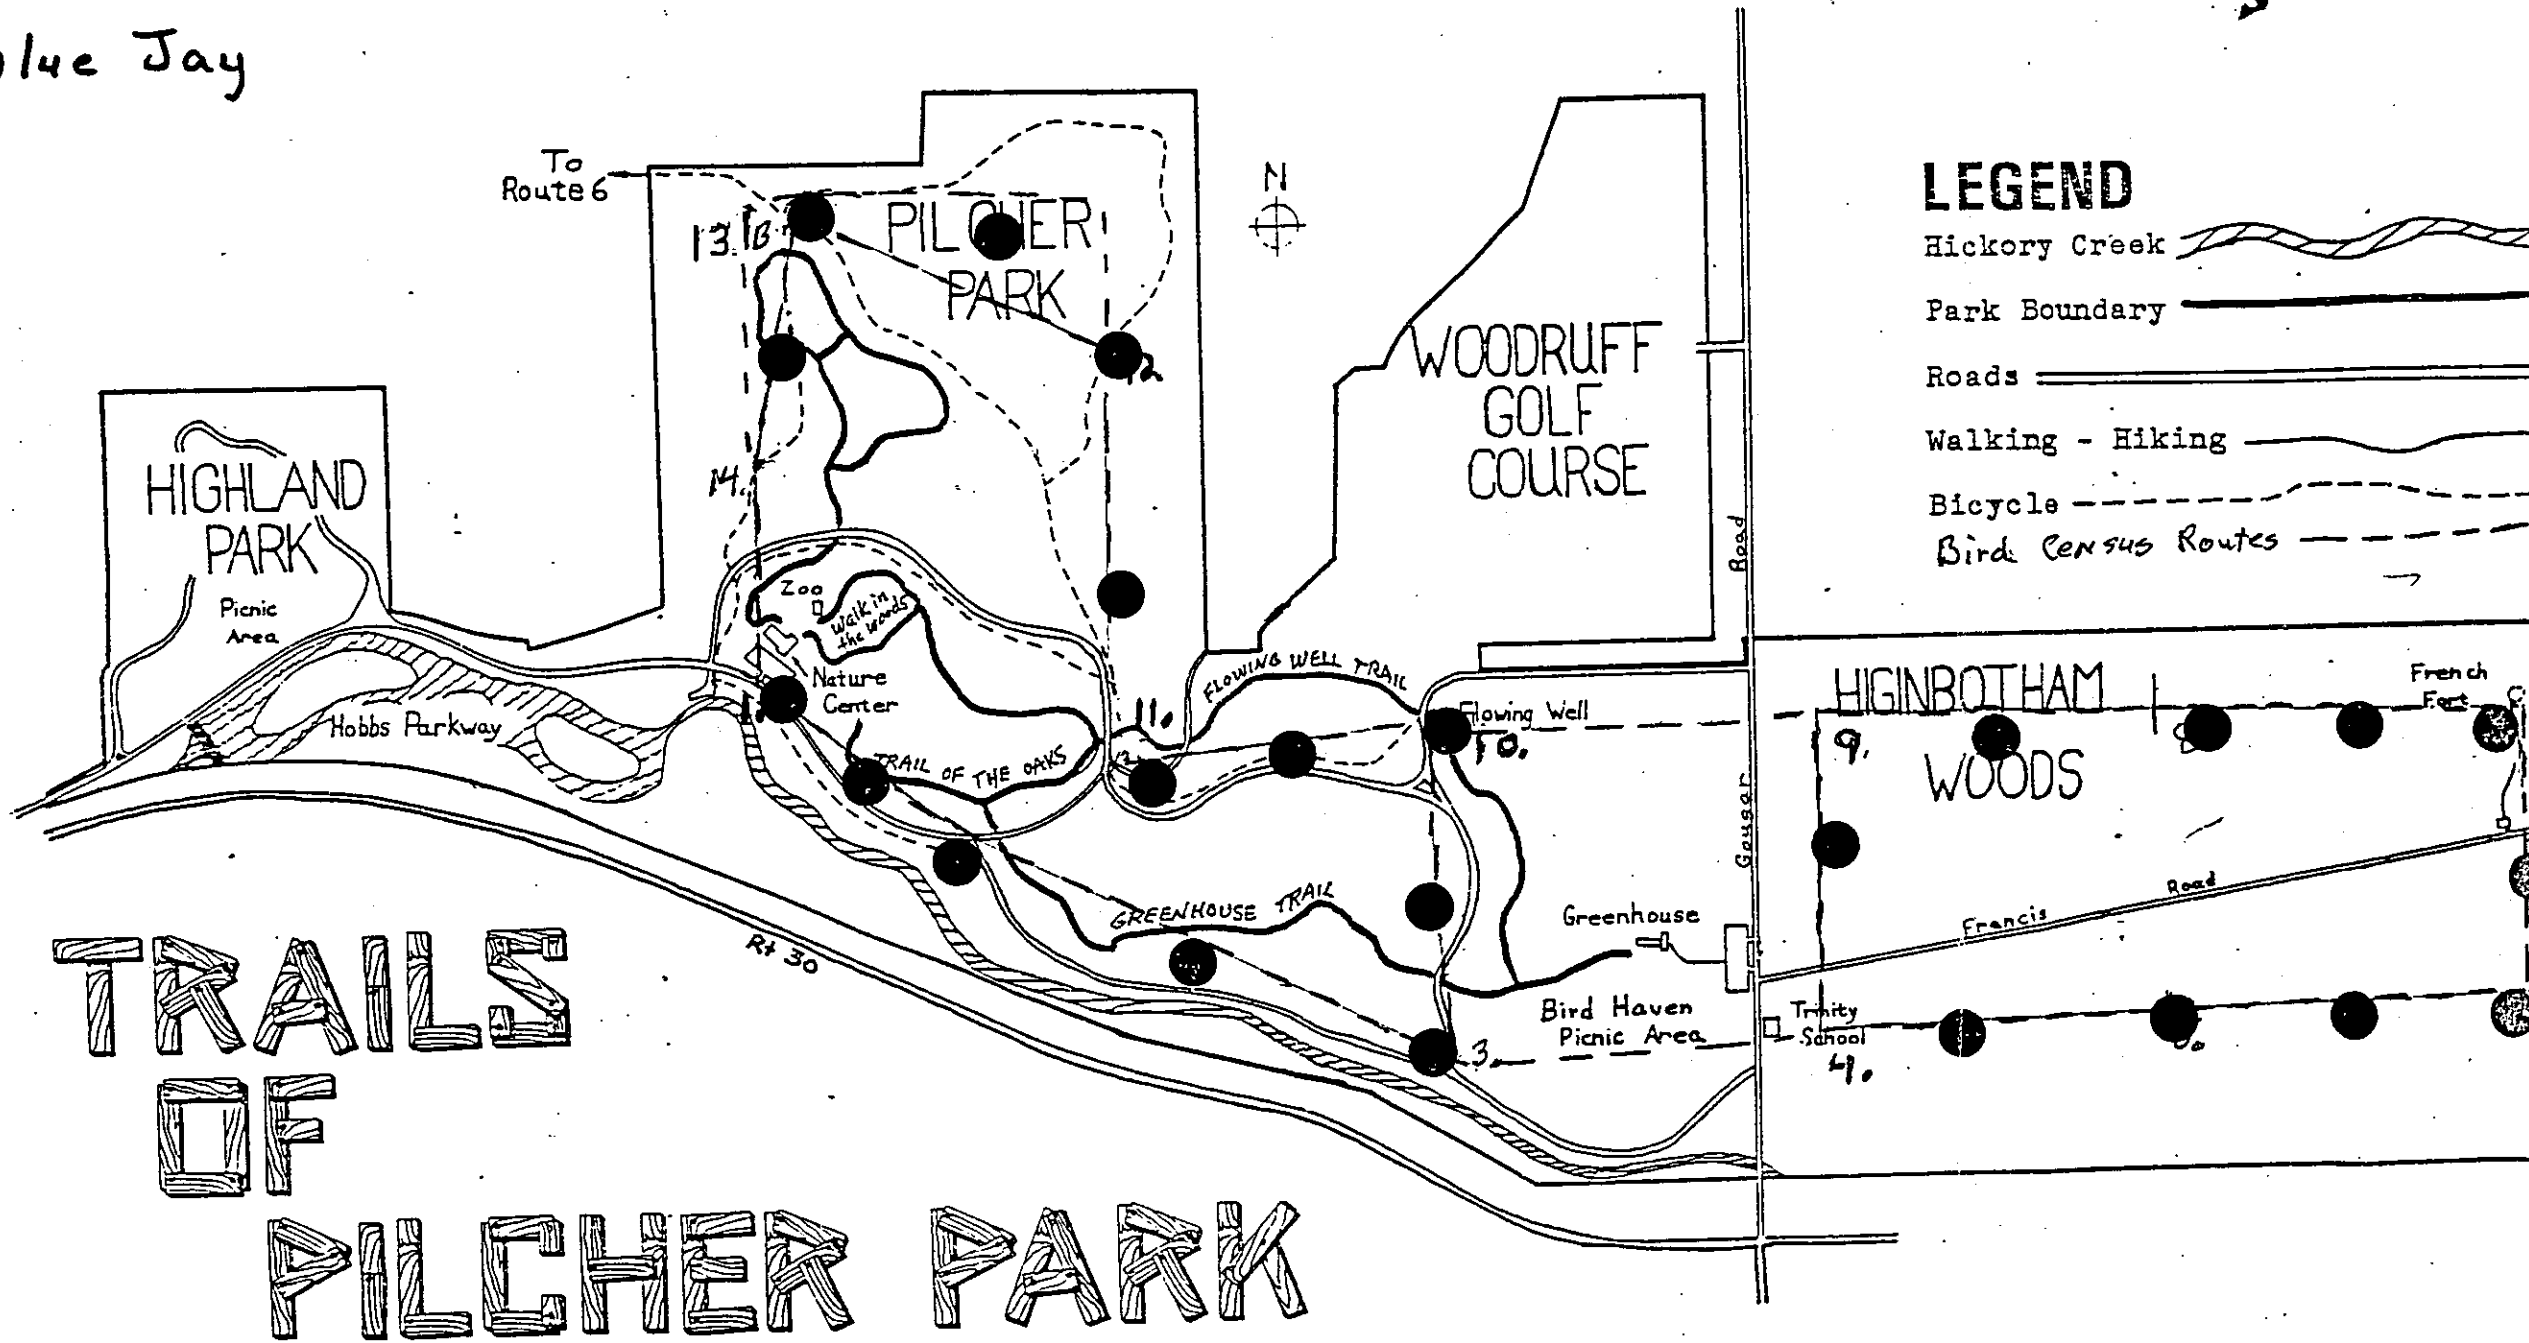 Blue Jay
To
Route 6
N
PILCHER
PARK
13.
12
14.
HIGHLAND
PARK
Picnic
Area
Hobbs Parkway
Zoo
Walk in
the woods
Nature
Center
TRAIL OF THE OAKS
11.
FLOWING WELL TRAIL
Flowing Well
10.
WOODRUFF
GOLF
COURSE
Road
Gougar
GREENHOUSE TRAIL
Greenhouse
Bird Haven
Picnic Area
3.
Rt 30
LEGEND
Hickory Creek
Park Boundary
Roads
Walking - Hiking
Bicycle
Bird Census Routes
HIGINBOTHAM
WOODS
French
Fort
9.
Francis Road
Trinity
School
4.
TRAILS
OF
PILCHER PARK